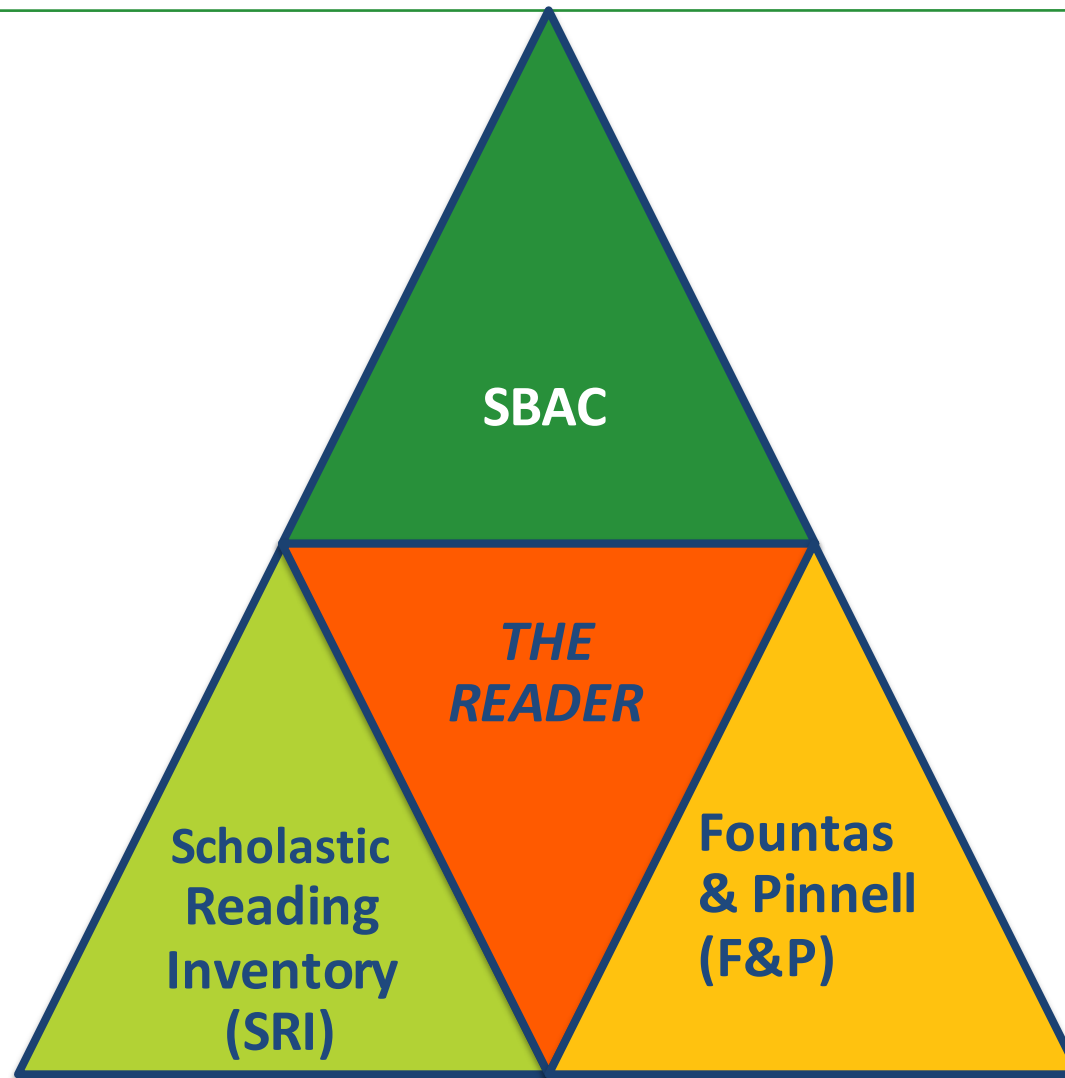 SBAC
THE
READER
Scholastic
Reading
Inventory
(SRI)
Fountas
& Pinnell
(F&P)